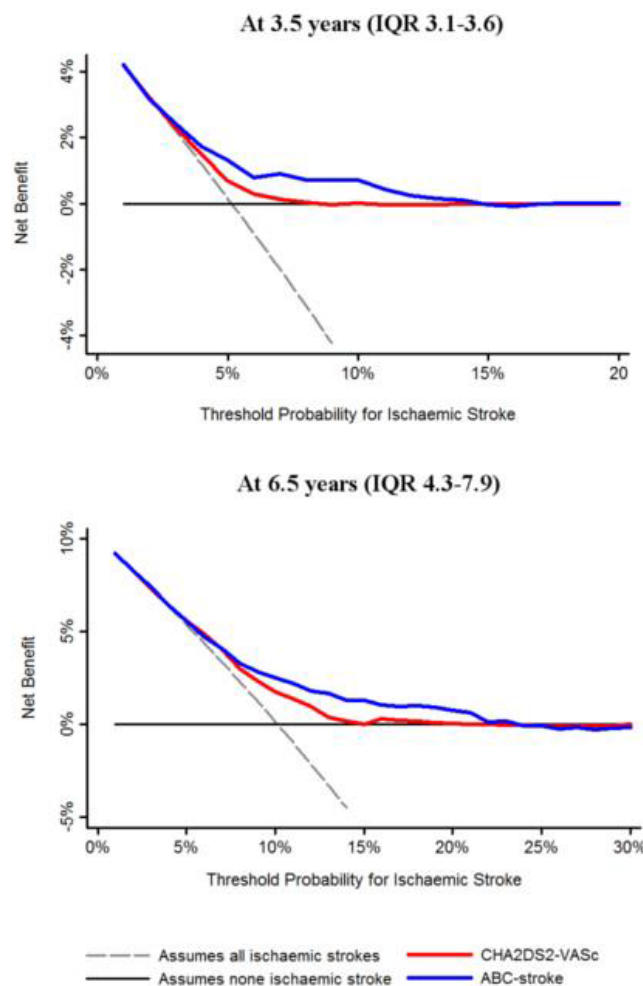 At 3.5 years (IQR 3.1-3.6)
4%
2%
0%
-2%
-4%
Net Benefit
0% 5% 10% 15% 20
Threshold Probability for Ischaemic Stroke
At 6.5 years (IQR 4.3-7.9)
10%
5%
0%
-5%
Net Benefit
0% 5% 10% 15% 20% 25% 30%
Threshold Probability for Ischaemic Stroke
Assumes all ischaemic strokes CHA2DS2-VASc
Assumes none ischaemic stroke ABC-stroke